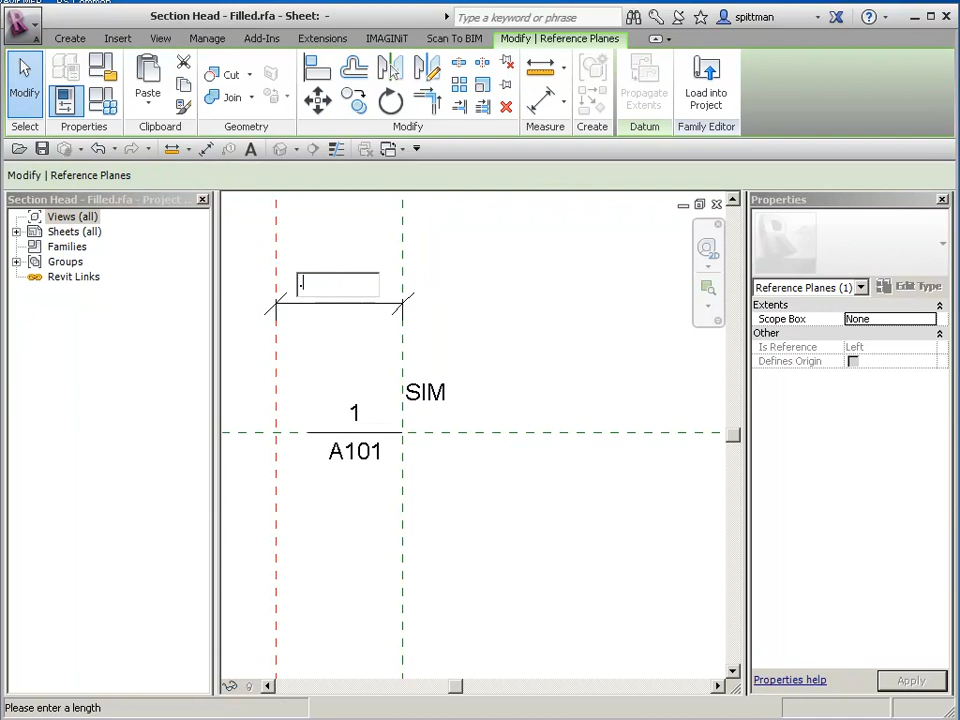 Section Head - Filled.rfa - Sheet: -
Type a keyword or phrase
spittman
Create
Insert
View
Manage
Add-Ins
Extensions
IMAGINiT
Scan To BIM
Modify | Reference Planes
Modify
Paste
Cut
Join
Propagate
Extents
Load into
Project
Select
Properties
Clipboard
Geometry
Modify
Measure
Create
Datum
Family Editor
Modify | Reference Planes
Section Head - Filled.rfa - Project ...
Views (all)
Sheets (all)
Families
Groups
Revit Links
.
SIM
1
A101
2D
Properties
Reference Planes (1)
Edit Type
Extents
Scope Box
None
Other
Is Reference
Left
Defines Origin
Properties help
Apply
Please enter a length